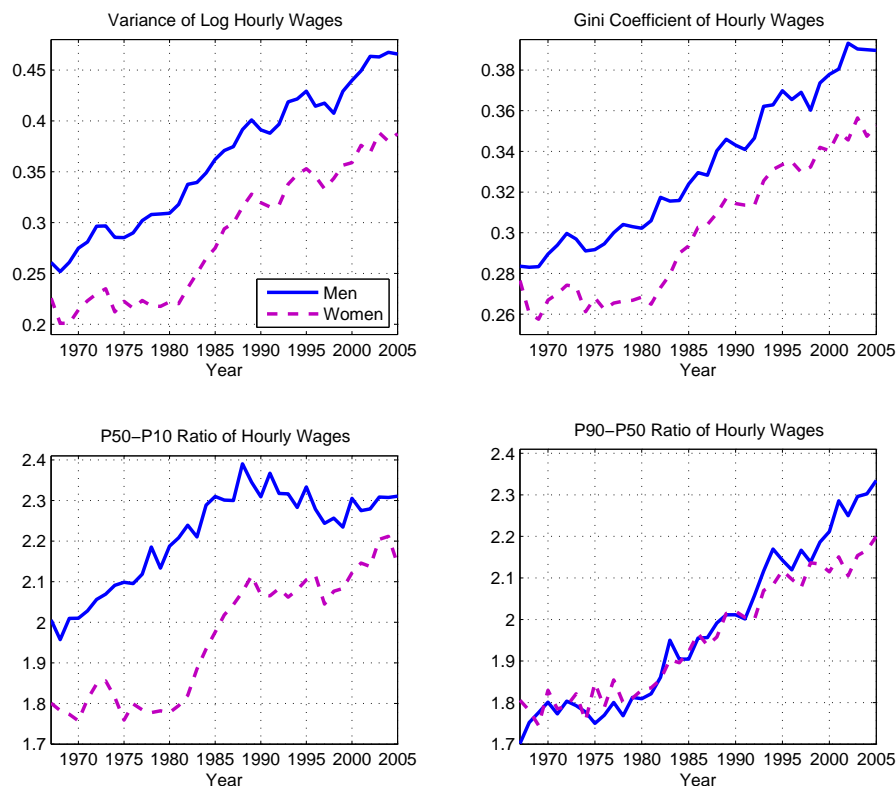 Variance of Log Hourly Wages
0.45
0.4
0.35
0.3
0.25
0.2
Men
Women
1970 1975 1980 1985 1990 1995 2000 2005
Year
Gini Coefficient of Hourly Wages
0.38
0.36
0.34
0.32
0.3
0.28
0.26
1970 1975 1980 1985 1990 1995 2000 2005
Year
P50−P10 Ratio of Hourly Wages
2.4
2.3
2.2
2.1
2
1.9
1.8
1.7
1970 1975 1980 1985 1990 1995 2000 2005
Year
P90−P50 Ratio of Hourly Wages
2.4
2.3
2.2
2.1
2
1.9
1.8
1.7
1970 1975 1980 1985 1990 1995 2000 2005
Year